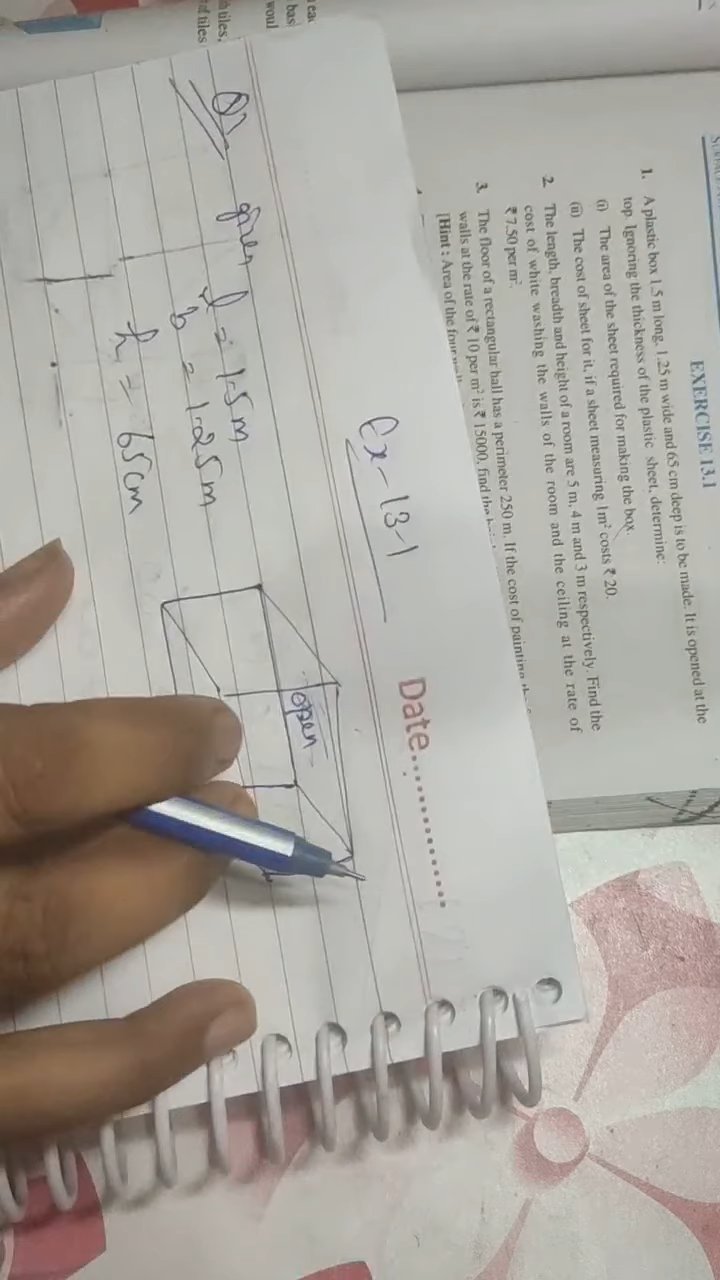 EXERCISE 13.1
1. A plastic box 1.5 m long, 1.25 m wide and 65 cm deep is to be made. It is opened at the
top. Ignoring the thickness of the plastic sheet, determine:
(i) The area of the sheet required for making the box.
(ii) The cost of sheet for it, if a sheet measuring 1m² costs ₹ 20.
2. The length, breadth and height of a room are 5 m, 4 m and 3 m respectively. Find the
cost of white washing the walls of the room and the ceiling at the rate of
₹ 7.50 per m².
3. The floor of a rectangular hall has a perimeter 250 m. If the cost of painting the
walls at the rate of ₹ 10 per m² is ₹ 15000, find the
[Hint : Area of the four
Date..............
Ex-13.1
Q1 given l = 1.5m
b = 1.25m
h = 65cm
open
tiles,
of tiles